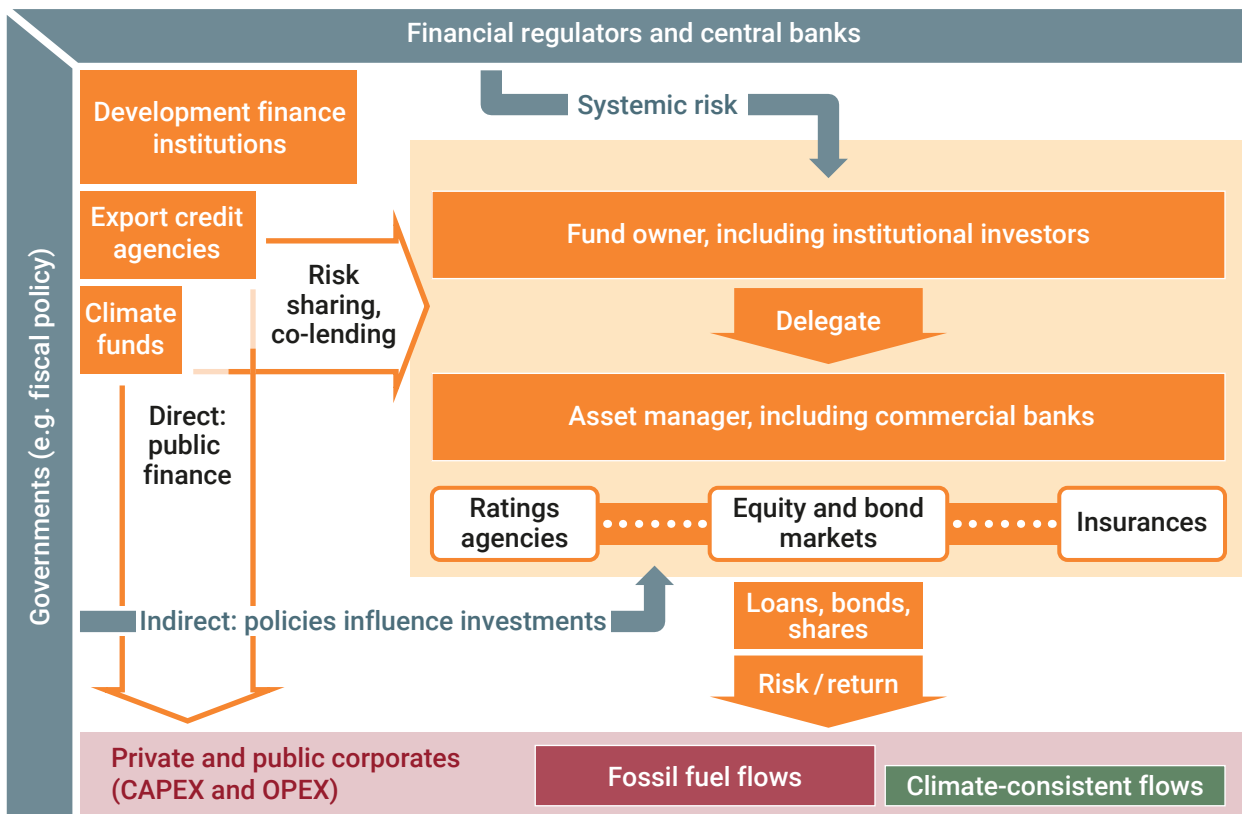 Financial regulators and central banks
Governments (e.g. fiscal policy)
Development finance
institutions
Systemic risk
Export credit
agencies
Fund owner, including institutional investors
Risk
sharing,
co-lending
Climate
funds
Delegate
Direct:
public
finance
Asset manager, including commercial banks
Ratings
agencies
Equity and bond
markets
Insurances
Indirect: policies influence investments
Loans, bonds,
shares
Risk / return
Private and public corporates
(CAPEX and OPEX)
Fossil fuel flows
Climate-consistent flows